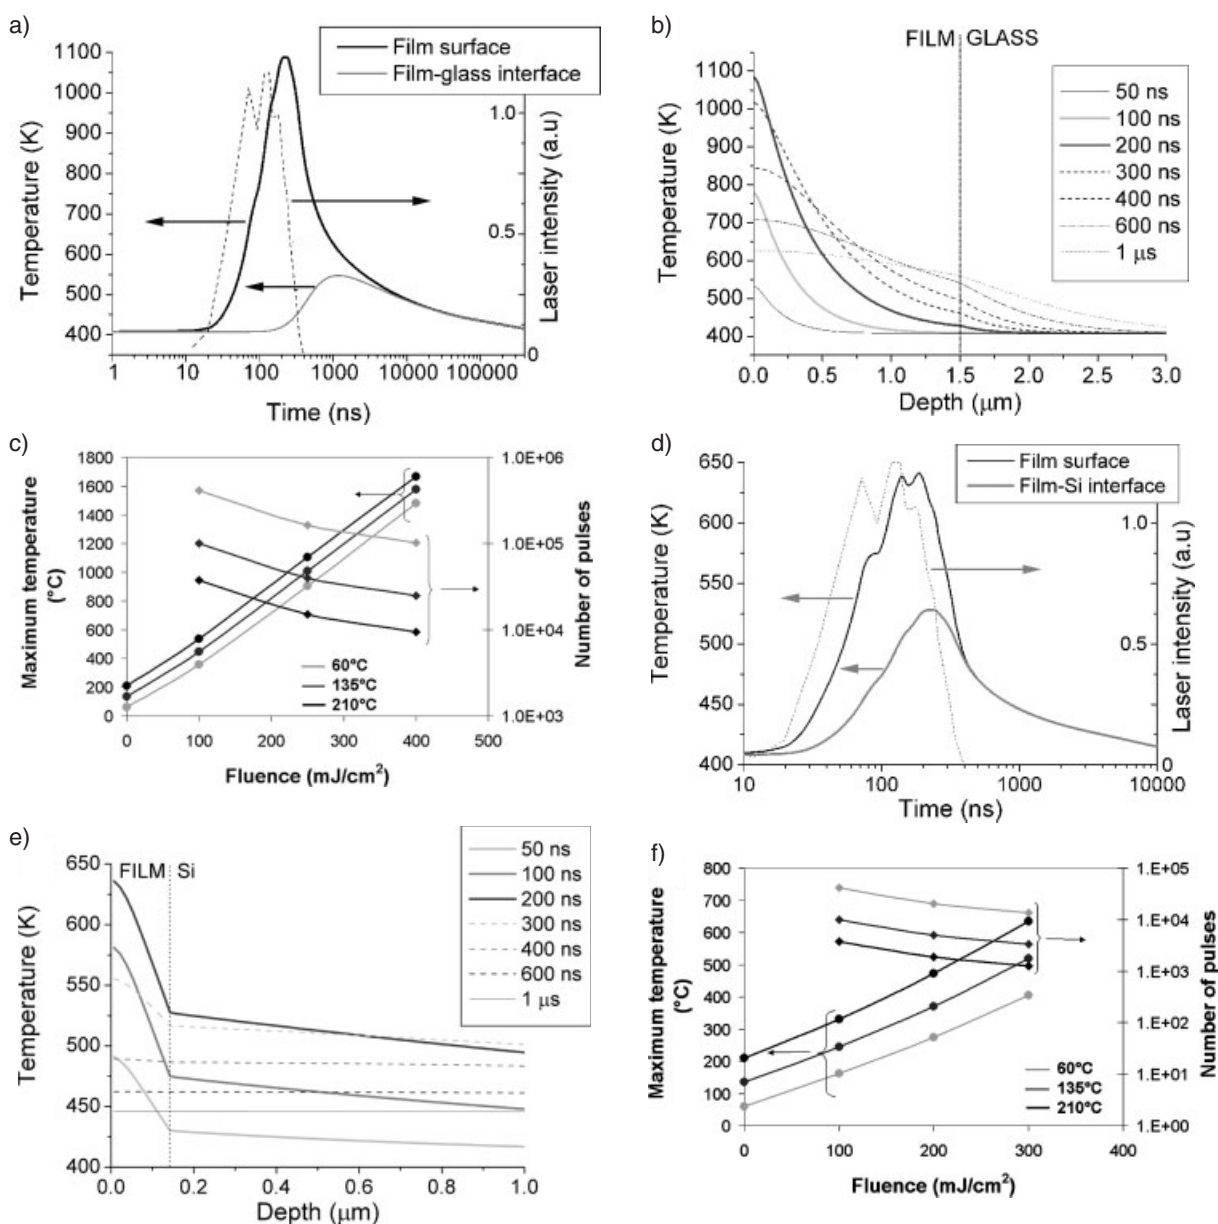 a)
Film surface
Film-glass interface
1100
1000
900
800
700
600
500
400
Temperature (K)
1.0
0.5
0
Laser intensity (a.u)
1
10
100
1000
10000
100000
Time (ns)
b)
FILM
GLASS
1100
1000
900
800
700
600
500
400
Temperature (K)
50 ns
100 ns
200 ns
300 ns
400 ns
600 ns
1 μs
0.0
0.5
1.0
1.5
2.0
2.5
3.0
Depth (μm)
c)
1800
1600
1400
1200
1000
800
600
400
200
0
Maximum temperature
(°C)
1.0E+06
1.0E+05
1.0E+04
1.0E+03
Number of pulses
60°C
135°C
210°C
0
100
200
300
400
500
Fluence (mJ/cm²)
d)
Film surface
Film-Si interface
650
600
550
500
450
400
Temperature (K)
1.0
0.5
0
Laser intensity (a.u)
10
100
1000
10000
Time (ns)
e)
FILM
Si
650
600
550
500
450
400
Temperature (K)
50 ns
100 ns
200 ns
300 ns
400 ns
600 ns
1 μs
0.0
0.2
0.4
0.6
0.8
1.0
Depth (μm)
f)
800
700
600
500
400
300
200
100
0
Maximum temperature
(°C)
1.E+05
1.E+04
1.E+03
1.E+02
1.E+01
1.E+00
Number of pulses
60°C
135°C
210°C
0
100
200
300
400
Fluence (mJ/cm²)